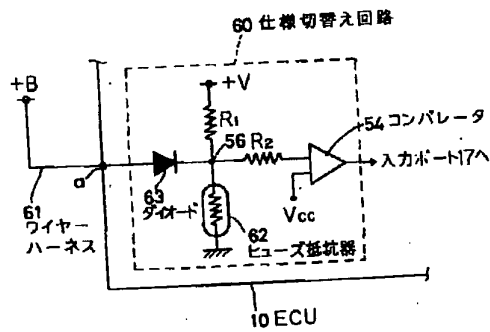 60 仕様切替え回路
+B
+V
R1
56
R2
54 コンパレータ
入力ポート17へ
a
63
ダイオード
61
ワイヤー
ハーネス
Vcc
62
ヒューズ抵抗器
10 ECU